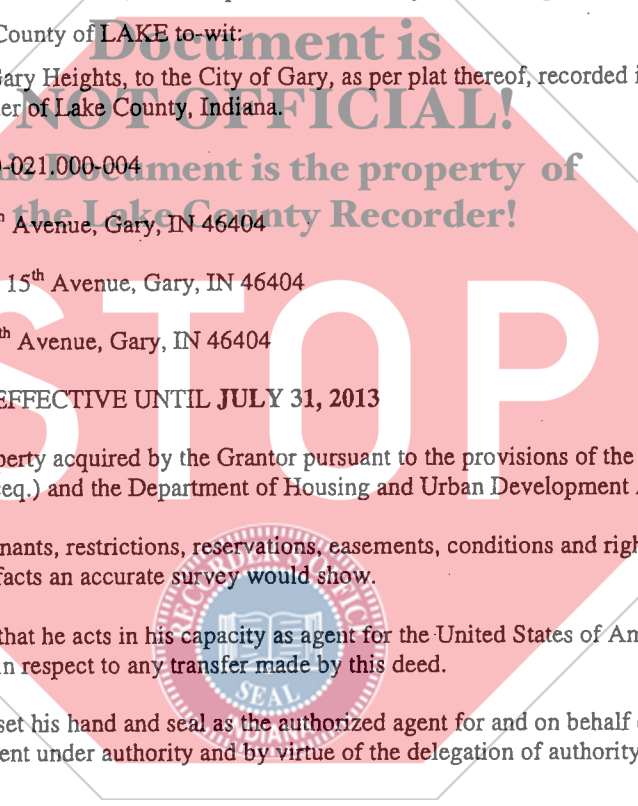 County of LAKE to-wit:
Document is
Gary Heights, to the City of Gary, as per plat thereof, recorded i
er of Lake County, Indiana.
NOT OFFICIAL!
-021.000-004
is Document is the property of
the Lake County Recorder!
h Avenue, Gary, IN 46404
15th Avenue, Gary, IN 46404
th Avenue, Gary, IN 46404
STOP
EFFECTIVE UNTIL JULY 31, 2013
perty acquired by the Grantor pursuant to the provisions of the
seq.) and the Department of Housing and Urban Development A
nants, restrictions, reservations, easements, conditions and righ
facts an accurate survey would show.
RECORDER'S OFFICE
that he acts in his capacity as agent for the United States of Am
in respect to any transfer made by this deed.
SEAL
set his hand and seal as the authorized agent for and on behalf
INDIANA
ent under authority and by virtue of the delegation of authority